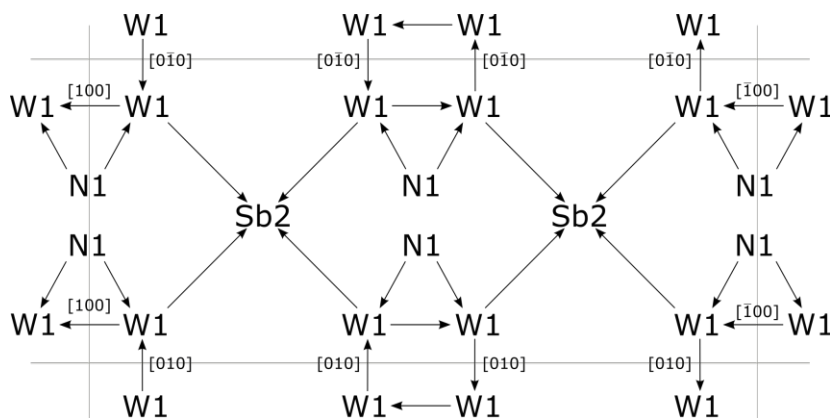 W1 W1 W1 W1
[01̄0] [01̄0] [01̄0] [01̄0]
[100] [1̄00]
W1 W1 W1 W1 W1 W1
N1 N1 N1
Sb2 Sb2
N1 N1 N1
[100] [1̄00]
W1 W1 W1 W1 W1 W1
[010] [010] [010] [010]
W1 W1 W1 W1